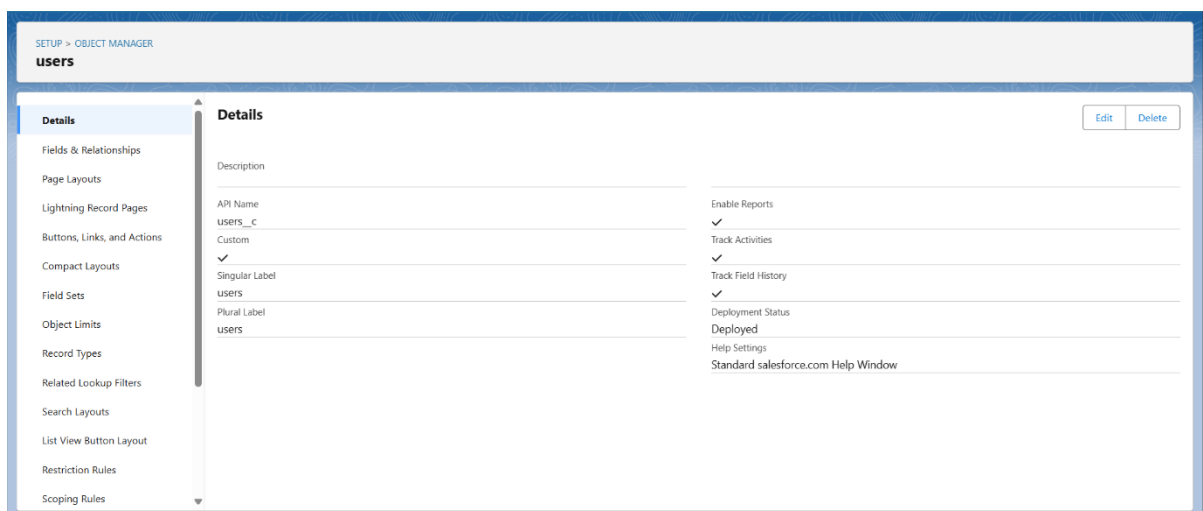 SETUP > OBJECT MANAGER
users
Details
Fields & Relationships
Page Layouts
Lightning Record Pages
Buttons, Links, and Actions
Compact Layouts
Field Sets
Object Limits
Record Types
Related Lookup Filters
Search Layouts
List View Button Layout
Restriction Rules
Scoping Rules
Details
Edit
Delete
Description
API Name
users__c
Custom
Singular Label
users
Plural Label
users
Enable Reports
Track Activities
Track Field History
Deployment Status
Deployed
Help Settings
Standard salesforce.com Help Window